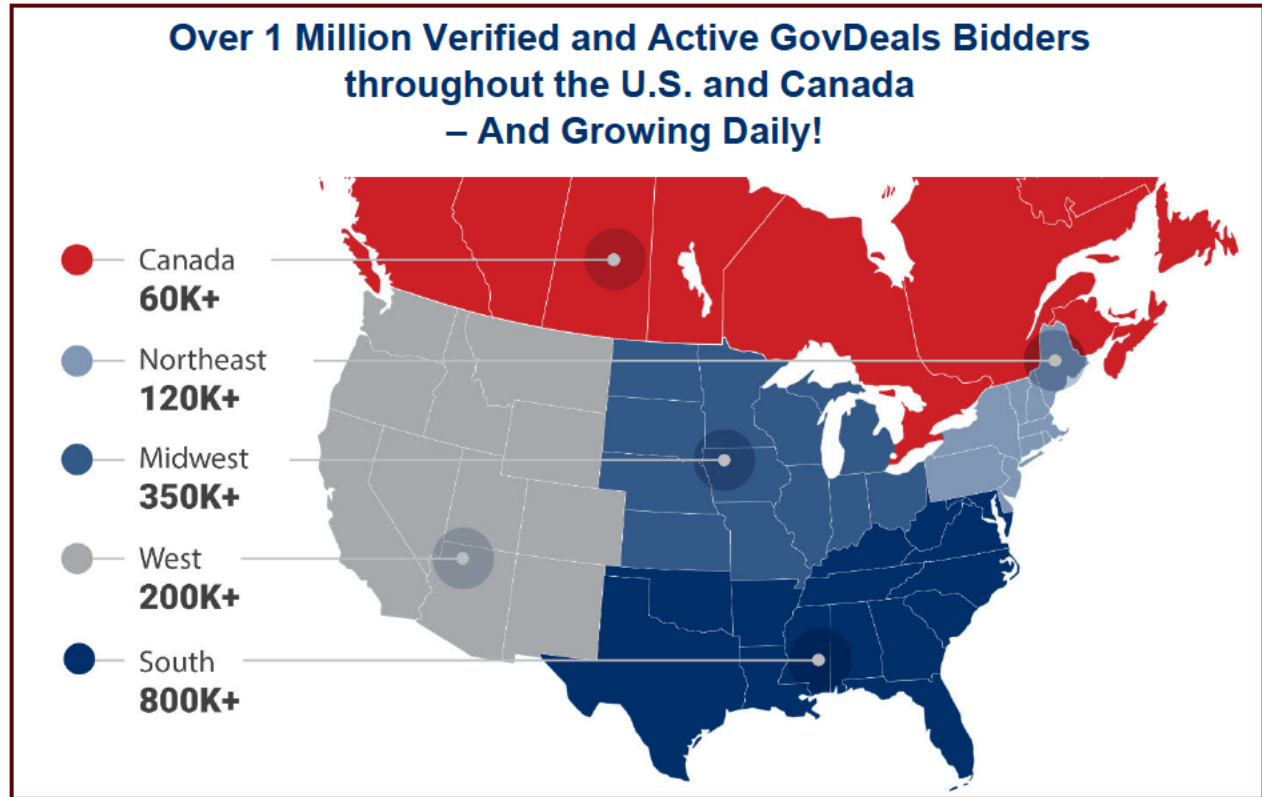 Over 1 Million Verified and Active GovDeals Bidders
throughout the U.S. and Canada
– And Growing Daily!
Canada
60K+
Northeast
120K+
Midwest
350K+
West
200K+
South
800K+